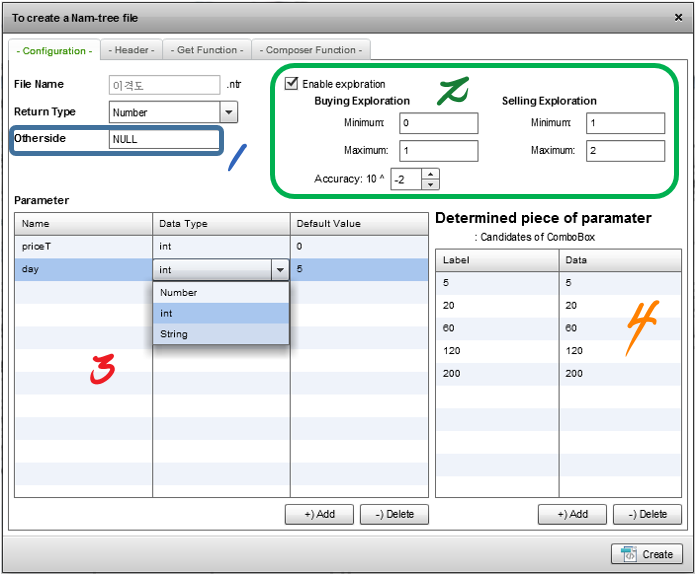 To create a Nam-tree file
- Configuration -
- Header -
- Get Function -
- Composer Function -
File Name
이격도
.ntr
Return Type
Number
Otherside
NULL
1
Enable exploration
2
Buying Exploration
Selling Exploration
Minimum:
0
Minimum:
1
Maximum:
1
Maximum:
2
Accuracy: 10 ^
-2
Parameter
Name
Data Type
Default Value
priceT
int
0
day
int
5
Number
int
String
3
+) Add
-) Delete
Determined piece of paramater
: Candidates of ComboBox
Label
Data
5
5
20
20
60
60
120
120
200
200
4
+) Add
-) Delete
Create